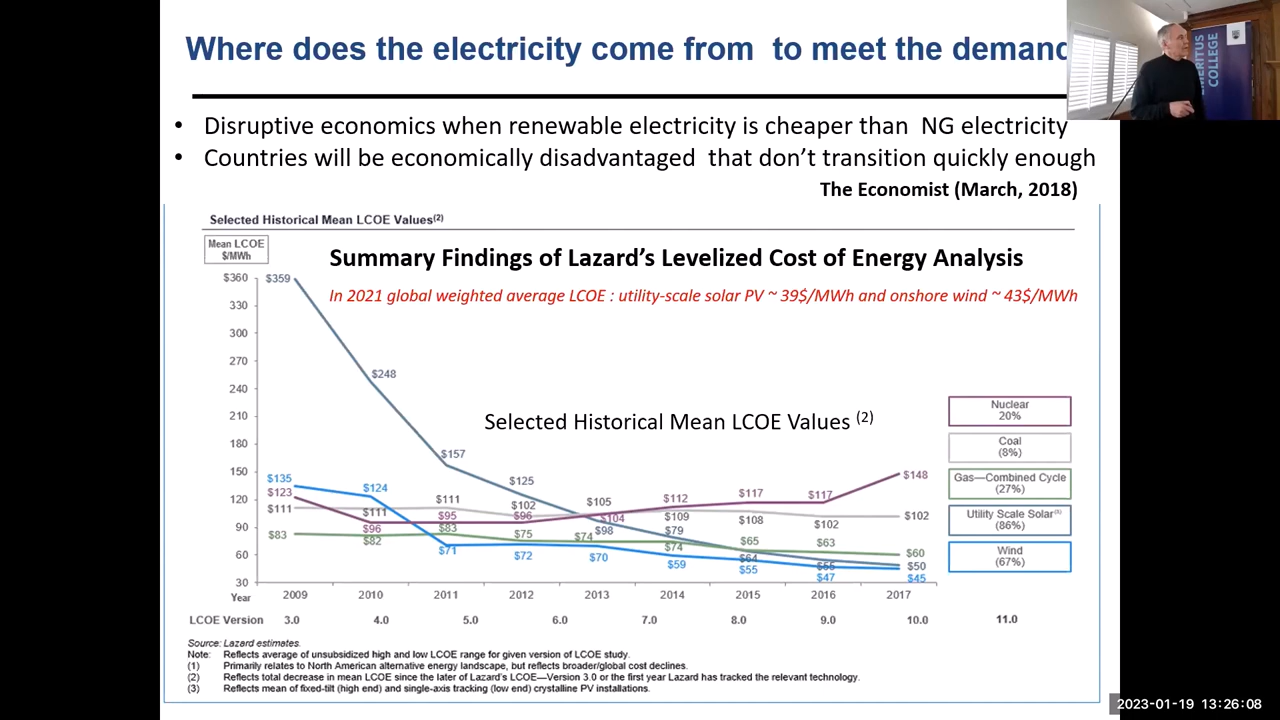 Where does the electricity come from to meet the demand
ERITUS
COLLEGE
• Disruptive economics when renewable electricity is cheaper than NG electricity
• Countries will be economically disadvantaged that don't transition quickly enough
The Economist (March, 2018)
Selected Historical Mean LCOE Values(2)
Mean LCOE
$/MWh
Summary Findings of Lazard's Levelized Cost of Energy Analysis
In 2021 global weighted average LCOE : utility-scale solar PV ~ 39$/MWh and onshore wind ~ 43$/MWh
$360
$359
330
300
270
$248
240
210
Selected Historical Mean LCOE Values (2)
180
$157
150
$135
$124
$125
$148
$123
120
$111
$111
$111
$102
$105
$112
$117
$117
$96
$95
$96
$104
$109
$108
$102
$102
90
$83
$82
$83
$75
$74
$98
$79
$74
$65
$63
$60
60
$71
$72
$70
$59
$64
$55
$55
$47
$50
$45
30
Nuclear
20%
Coal
(8%)
Gas—Combined Cycle
(27%)
Utility Scale Solar(1)
(86%)
Wind
(67%)
Year
2009 2010 2011 2012 2013 2014 2015 2016 2017
LCOE Version 3.0 4.0 5.0 6.0 7.0 8.0 9.0 10.0 11.0
Source: Lazard estimates.
Note: Reflects average of unsubsidized high and low LCOE range for given version of LCOE study.
(1) Primarily relates to North American alternative energy landscape, but reflects broader/global cost declines.
(2) Reflects total decrease in mean LCOE since the later of Lazard's LCOE—Version 3.0 or the first year Lazard has tracked the relevant technology.
(3) Reflects mean of fixed-tilt (high end) and single-axis tracking (low end) crystalline PV installations.
2023-01-19 13:26:08